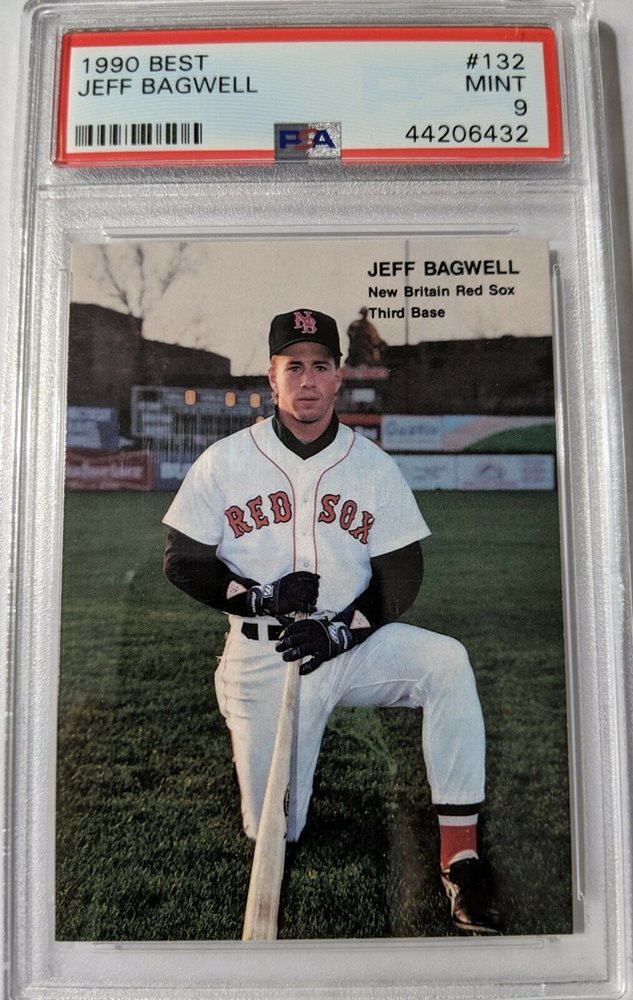 1990 BEST #132
JEFF BAGWELL MINT
9
PSA 44206432
JEFF BAGWELL
New Britain Red Sox
Third Base
NB
RED SOX